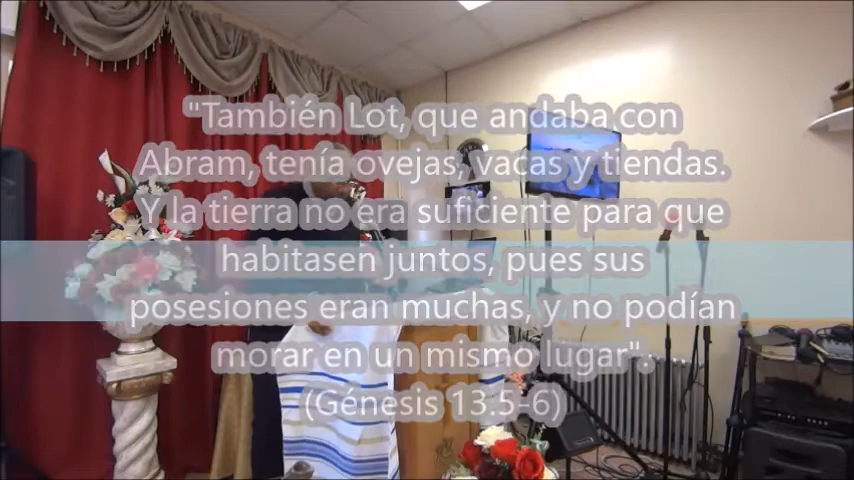 "También Lot, que andaba con
Abram, tenía ovejas, vacas y tiendas.
Y la tierra no era suficiente para que
habitasen juntos, pues sus
posesiones eran muchas, y no podían
morar en un mismo lugar".
(Génesis 13.5-6)